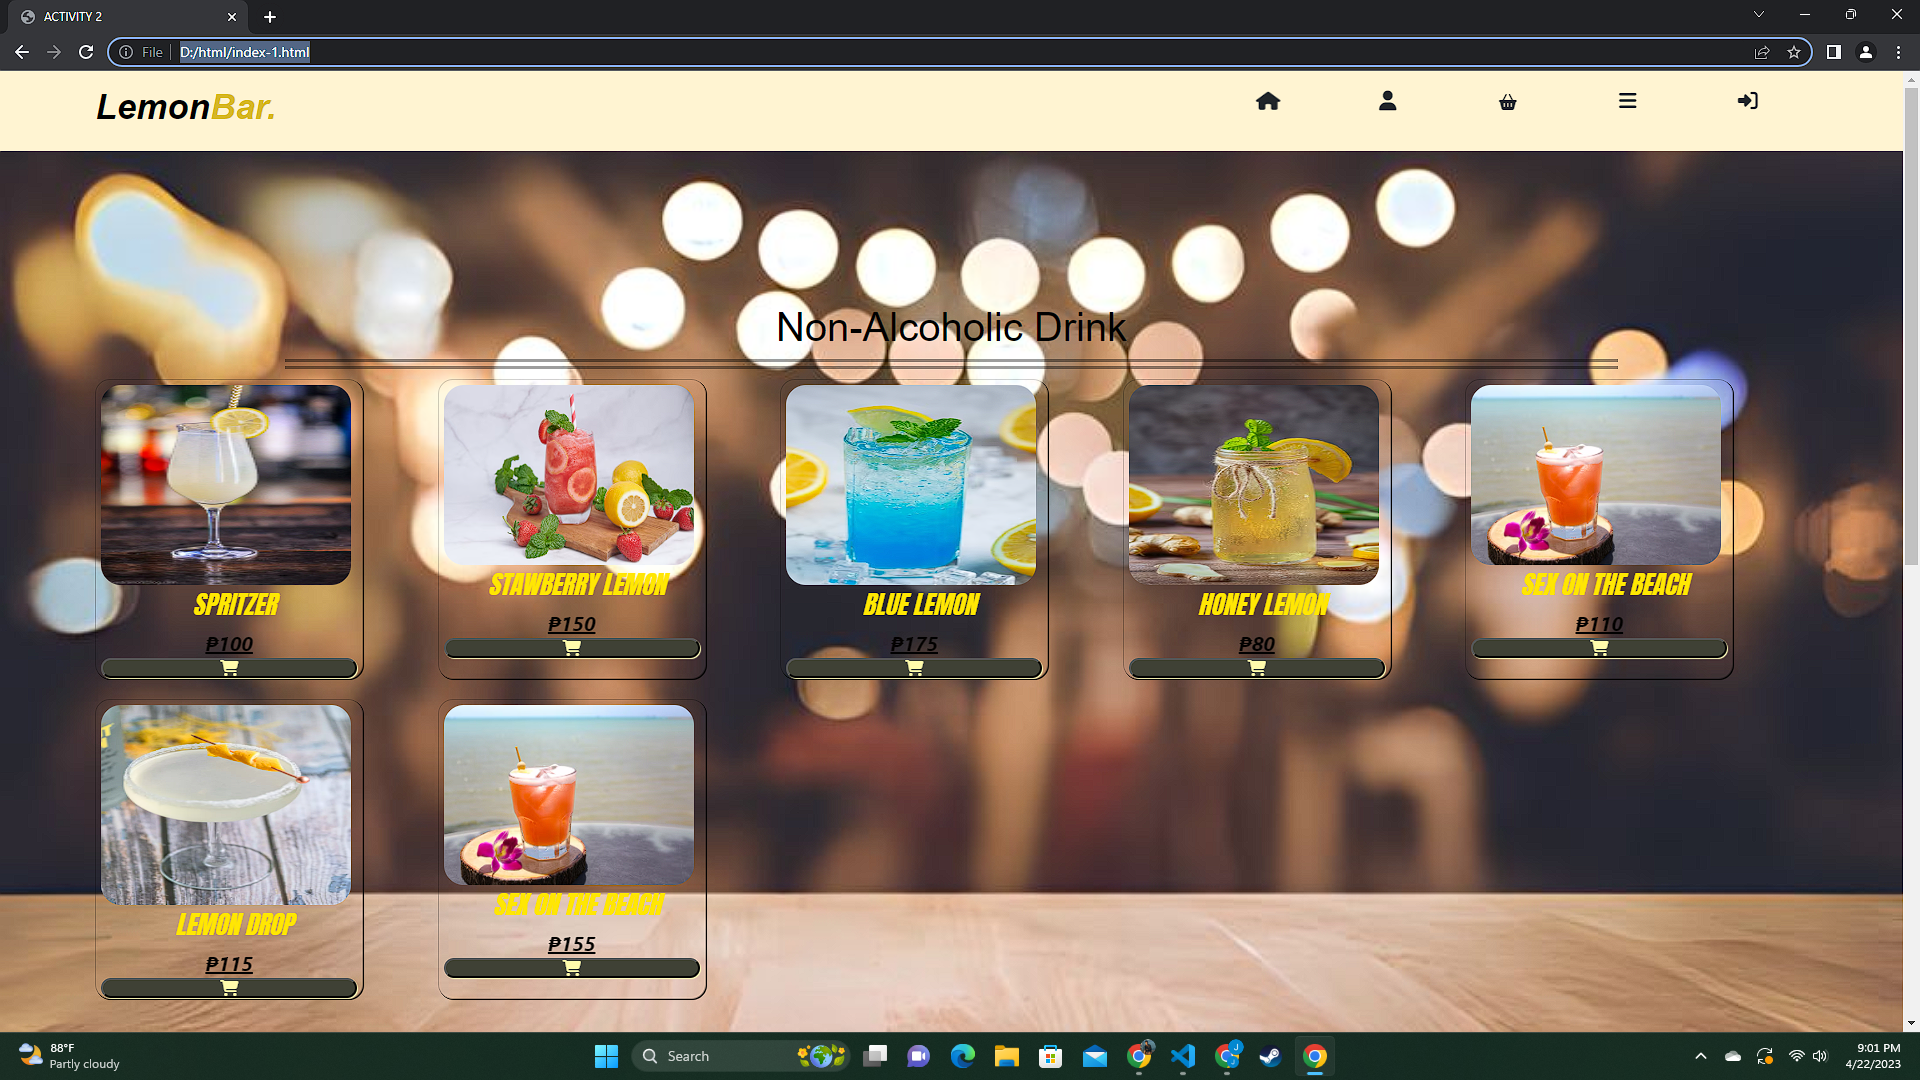 ACTIVITY 2
File
D:/html/index-1.html
LemonBar.
Non-Alcoholic Drink
SPRITZER
₱100
STAWBERRY LEMON
₱150
BLUE LEMON
₱175
HONEY LEMON
₱80
SEX ON THE BEACH
₱110
LEMON DROP
₱115
SEX ON THE BEACH
₱155
88°F
Partly cloudy
Search
9:01 PM
4/22/2023